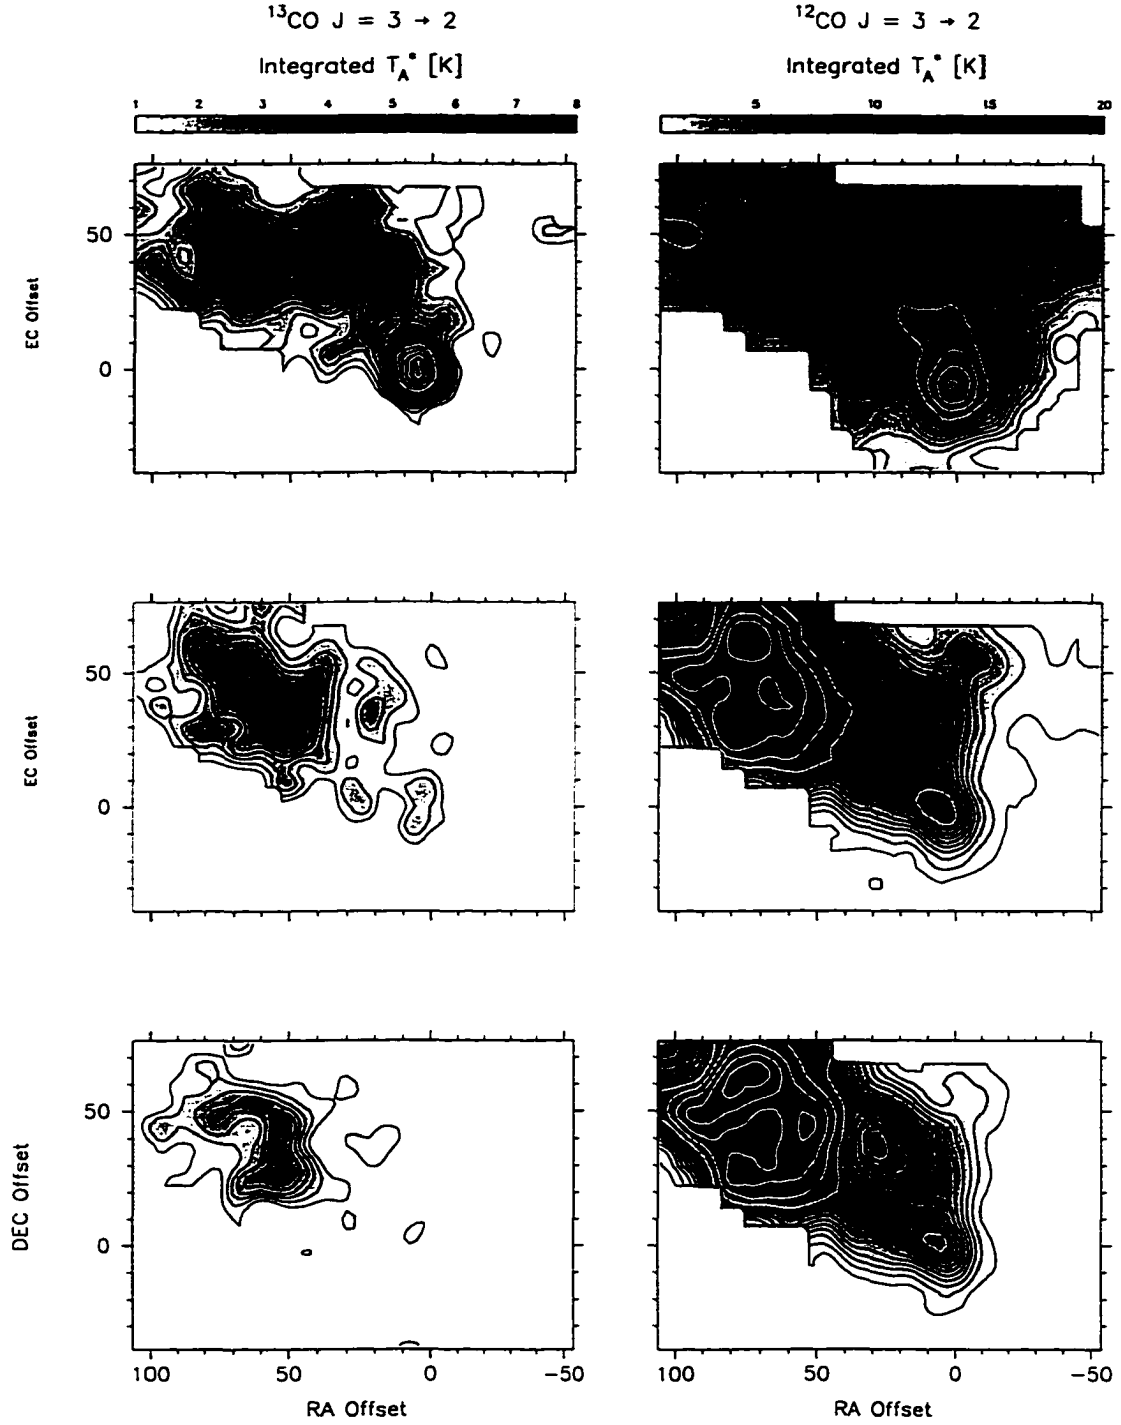 ¹³CO J = 3 → 2
Integrated T_A* [K]
1 2 3 4 5 6 7 8
¹²CO J = 3 → 2
Integrated T_A* [K]
5 10 15 20
EC Offset
50
0
EC Offset
50
0
DEC Offset
50
0
100 50 0 −50
RA Offset
100 50 0 −50
RA Offset